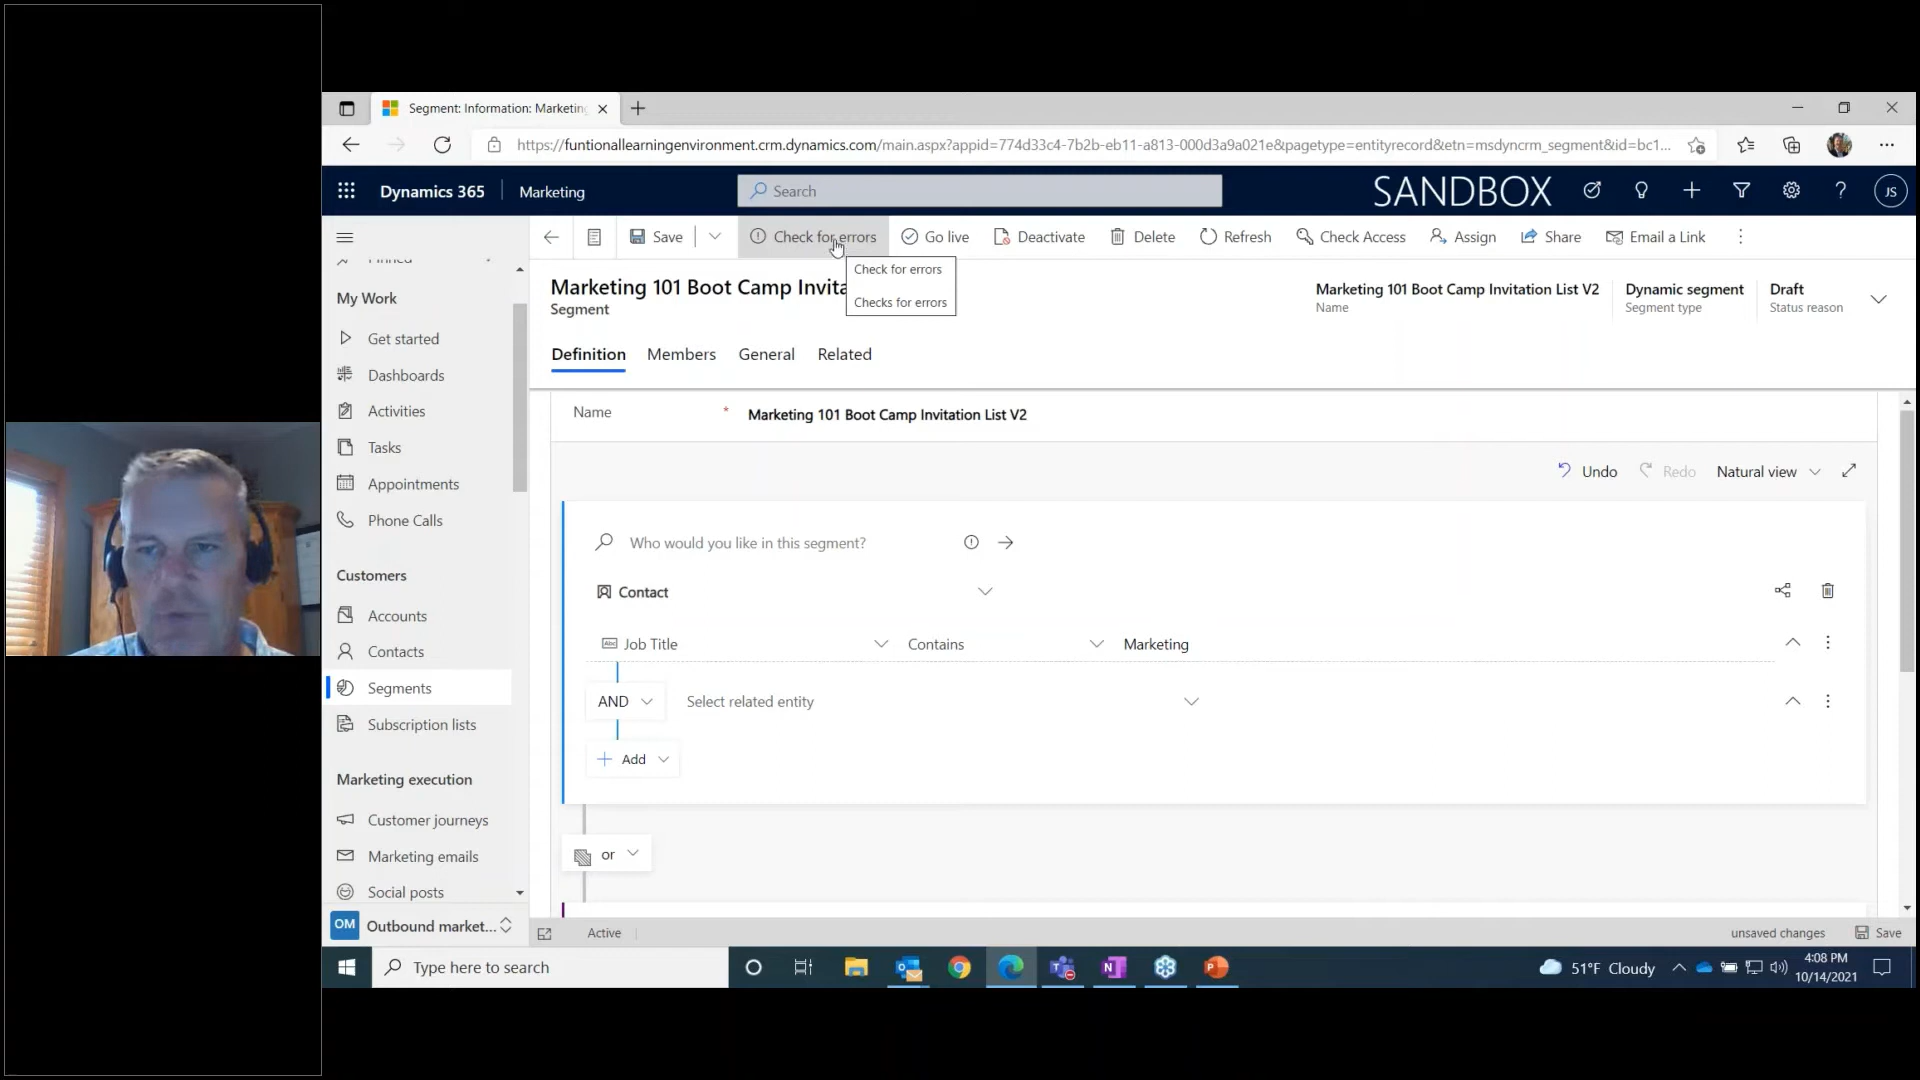 Segment: Information: Marketin
https://funtionallearningenvironment.crm.dynamics.com/main.aspx?appid=774d33c4-7b2b-eb11-a813-000d3a9a021e&pagetype=entityrecord&etn=msdyncrm_segment&id=bc1...
Dynamics 365
Marketing
Search
SANDBOX
JS
Save
Check for errors
Go live
Deactivate
Delete
Refresh
Check Access
Assign
Share
Email a Link
Check for errors
Checks for errors
Marketing 101 Boot Camp Invita
Segment
Marketing 101 Boot Camp Invitation List V2
Name
Dynamic segment
Segment type
Draft
Status reason
Definition
Members
General
Related
Pinned
My Work
Get started
Dashboards
Activities
Tasks
Appointments
Phone Calls
Customers
Accounts
Contacts
Segments
Subscription lists
Marketing execution
Customer journeys
Marketing emails
Social posts
OM
Outbound market...
Name
*
Marketing 101 Boot Camp Invitation List V2
Undo
Redo
Natural view
Who would you like in this segment?
Contact
Abc
Job Title
Contains
Marketing
AND
Select related entity
Add
or
Active
unsaved changes
Save
Type here to search
51°F Cloudy
4:08 PM
10/14/2021